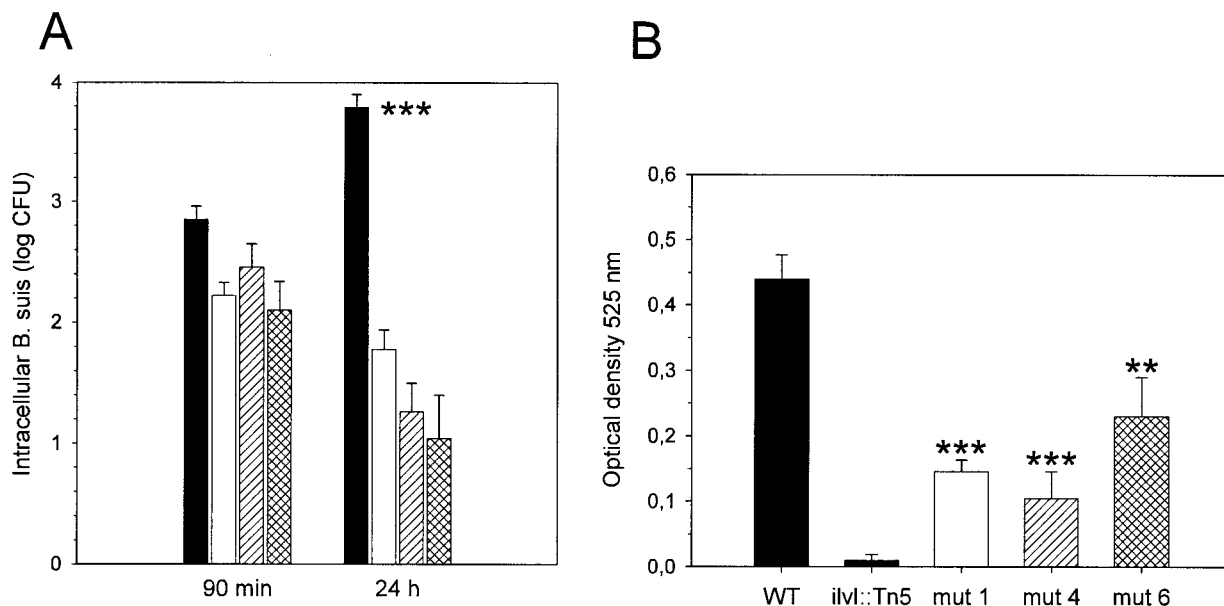 A
Intracellular B. suis (log CFU)
4
3
2
1
0
***
90 min
24 h
B
Optical density 525 nm
0,6
0,5
0,4
0,3
0,2
0,1
0,0
***
***
**
WT
ilvI::Tn5
mut 1
mut 4
mut 6